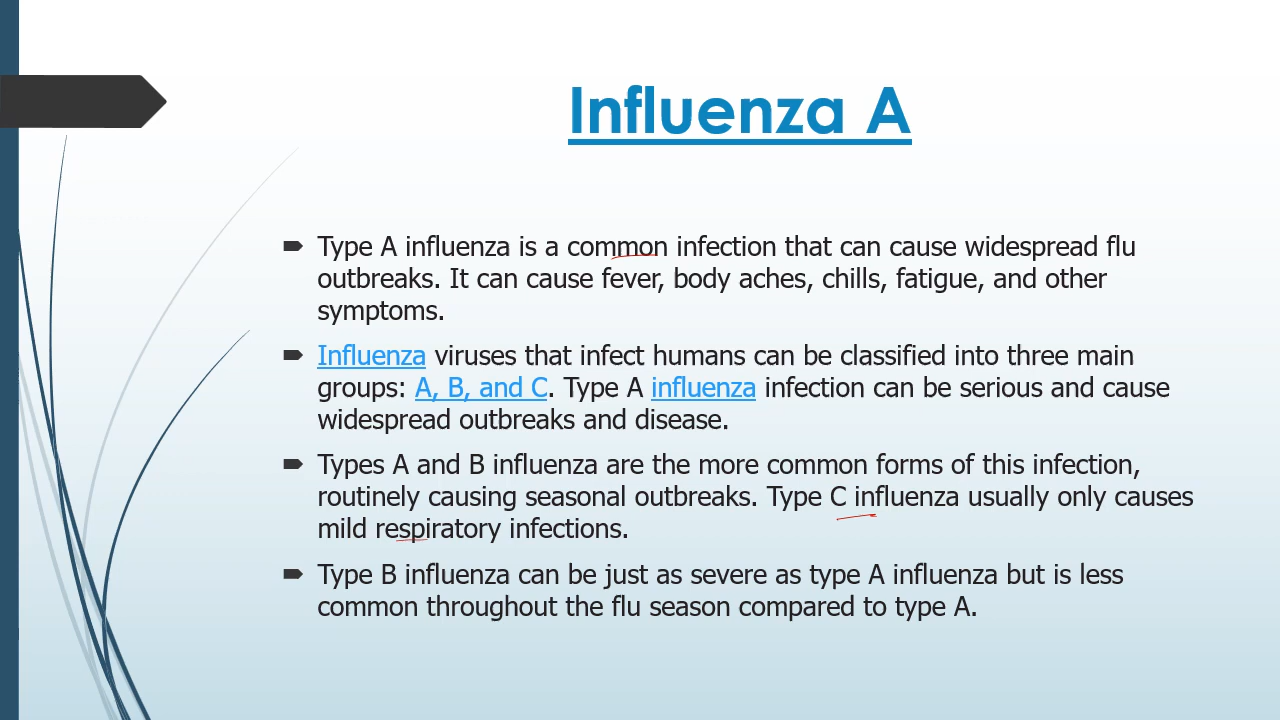 Influenza A
Type A influenza is a common infection that can cause widespread flu
outbreaks. It can cause fever, body aches, chills, fatigue, and other
symptoms.
Influenza viruses that infect humans can be classified into three main
groups: A, B, and C. Type A influenza infection can be serious and cause
widespread outbreaks and disease.
Types A and B influenza are the more common forms of this infection,
routinely causing seasonal outbreaks. Type C influenza usually only causes
mild respiratory infections.
Type B influenza can be just as severe as type A influenza but is less
common throughout the flu season compared to type A.